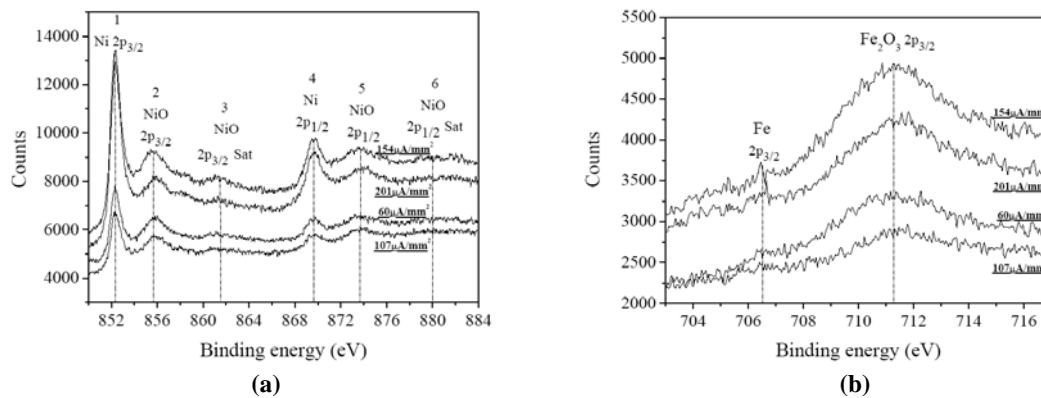 1
Ni 2p3/2
2
NiO
2p3/2
3
NiO
2p3/2 Sat
4
Ni
2p1/2
5
NiO
2p1/2
6
NiO
2p1/2 Sat
154μA/mm2
201μA/mm2
60μA/mm2
107μA/mm2
14000
12000
10000
8000
6000
4000
Counts
852 856 860 864 868 872 876 880 884
Binding energy (eV)
(a)
Fe2O3 2p3/2
Fe
2p3/2
154μA/mm2
201μA/mm2
60μA/mm2
107μA/mm2
5500
5000
4500
4000
3500
3000
2500
2000
Counts
704 706 708 710 712 714 716
Binding energy (eV)
(b)